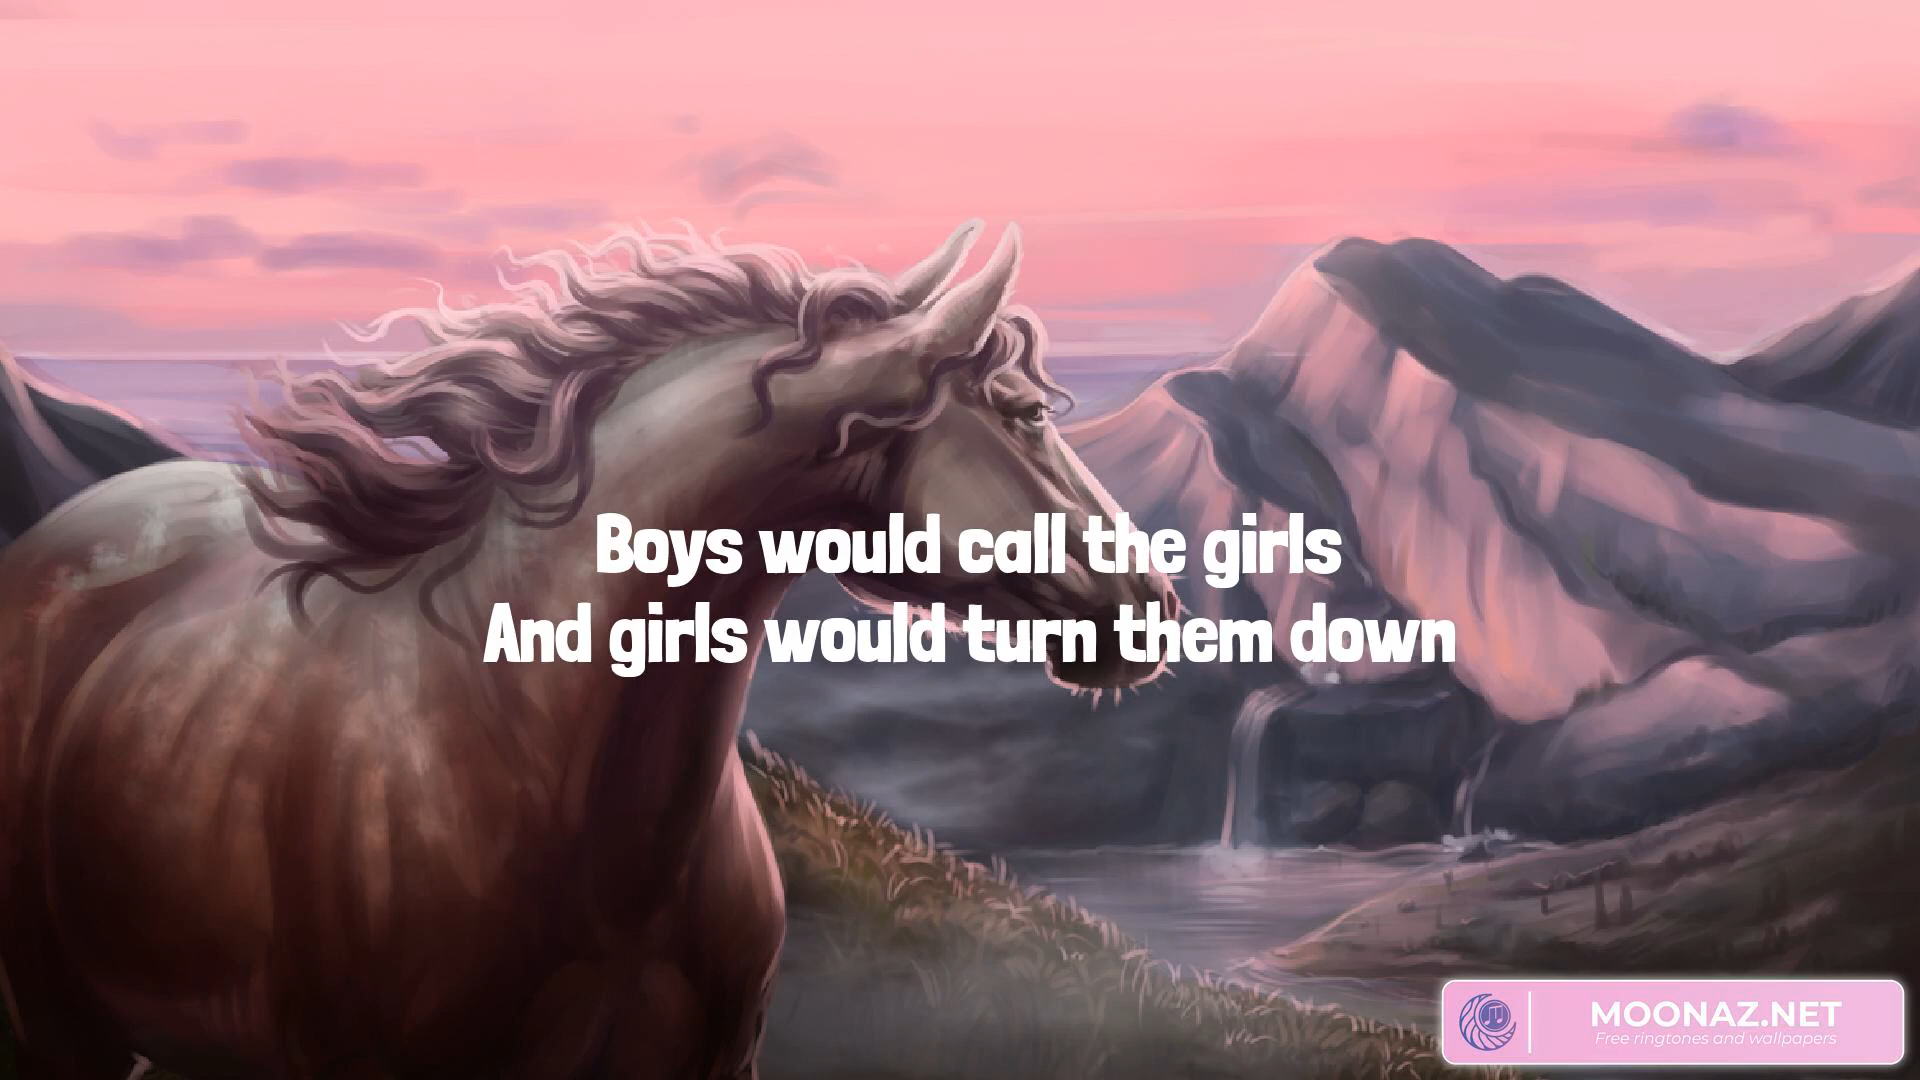 Boys would call the girls
And girls would turn them down
MOONAZ.NET
Free ringtones and wallpapers